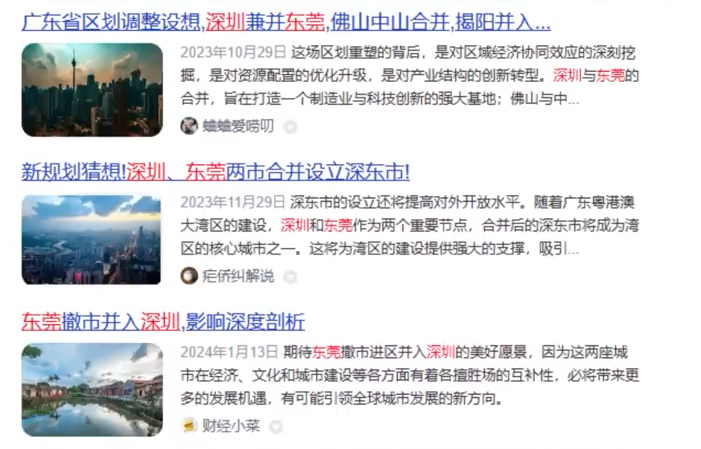 广东省区划调整设想,深圳兼并东莞,佛山中山合并,揭阳并入...
2023年10月29日 这场区划重塑的背后，是对区域经济协同效应的深刻挖
掘，是对资源配置的优化升级，是对产业结构的创新转型。深圳与东莞的
合并，旨在打造一个制造业与科技创新的强大基地；佛山与中...
蛐蛐爱唠叨
新规划猜想!深圳、东莞两市合并设立深东市!
2023年11月29日 深东市的设立还将提高对外开放水平。随着广东粤港澳
大湾区的建设，深圳和东莞作为两个重要节点，合并后的深东市将成为湾
区的核心城市之一。这将为湾区的建设提供强大的支撑，吸引...
疟侨纠解说
东莞撤市并入深圳,影响深度剖析
2024年1月13日 期待东莞撤市进区并入深圳的美好愿景，因为这两座城
市在经济、文化和城市建设等各方面有着各擅胜场的互补性，必将带来更
多的发展机遇，有可能引领全球城市发展的新方向。
财经小菜